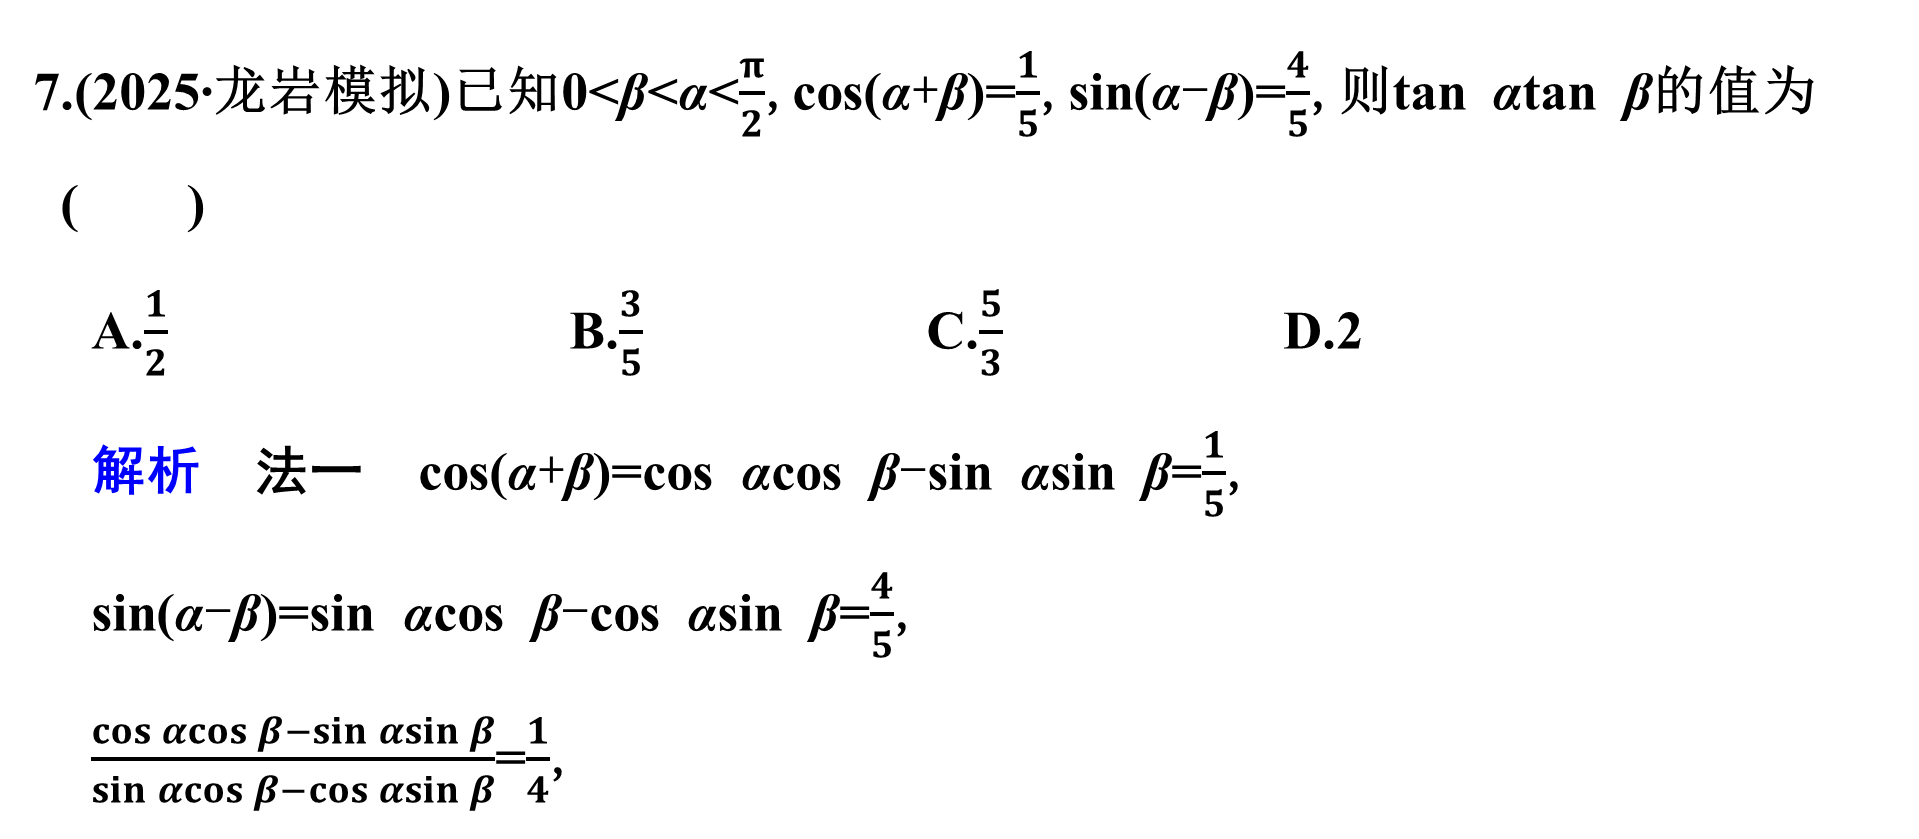 7.(2025·龙岩模拟)已知0<β<α<π/2, cos(α+β)=1/5, sin(α−β)=4/5, 则tan αtan β的值为
(  )
A.1/2 B.3/5 C.5/3 D.2
解析 法一 cos(α+β)=cos αcos β−sin αsin β=1/5,
sin(α−β)=sin αcos β−cos αsin β=4/5,
(cos αcos β−sin αsin β)/(sin αcos β−cos αsin β)=1/4,